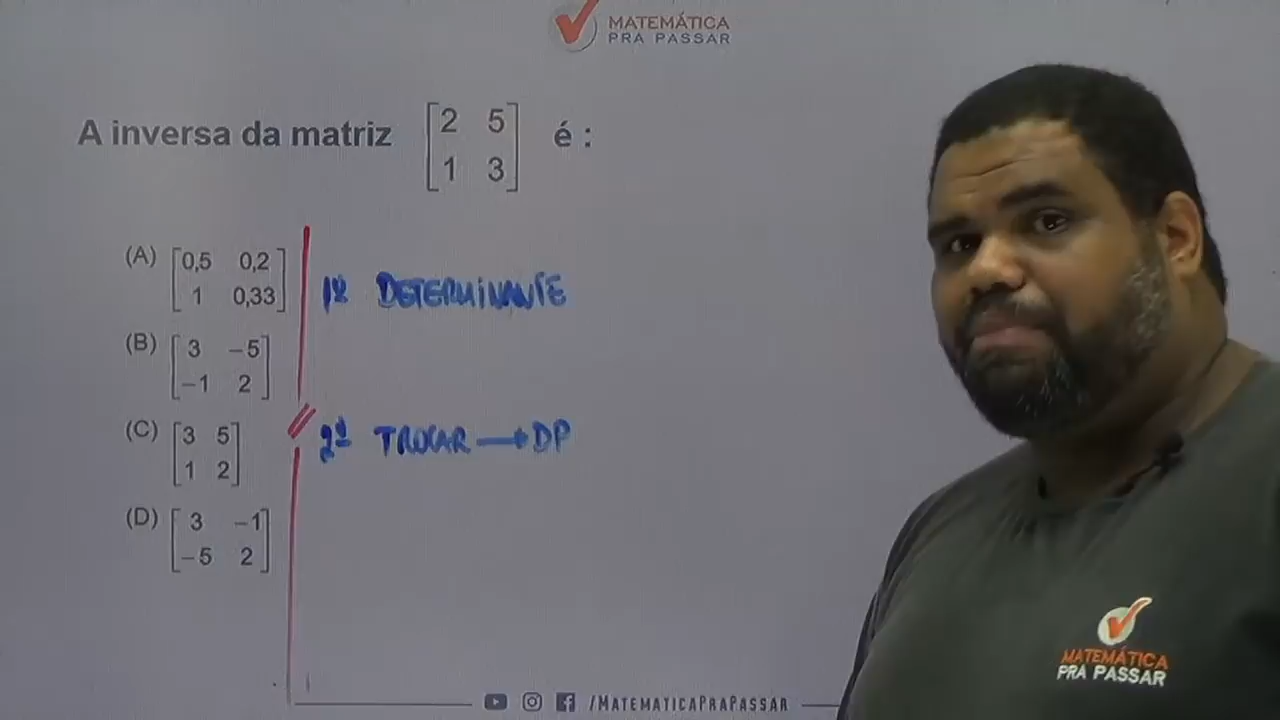 MATEMÁTICA
PRA PASSAR
A inversa da matriz [2 5
1 3] é :
(A) [0,5 0,2
1 0,33]
1º DETERMINANTE
(B) [3 −5
−1 2]
(C) [3 5
1 2]
2º TROCAR → DP
(D) [3 −1
−5 2]
MATEMÁTICA
PRA PASSAR
/MATEMATICAPRAPASSAR